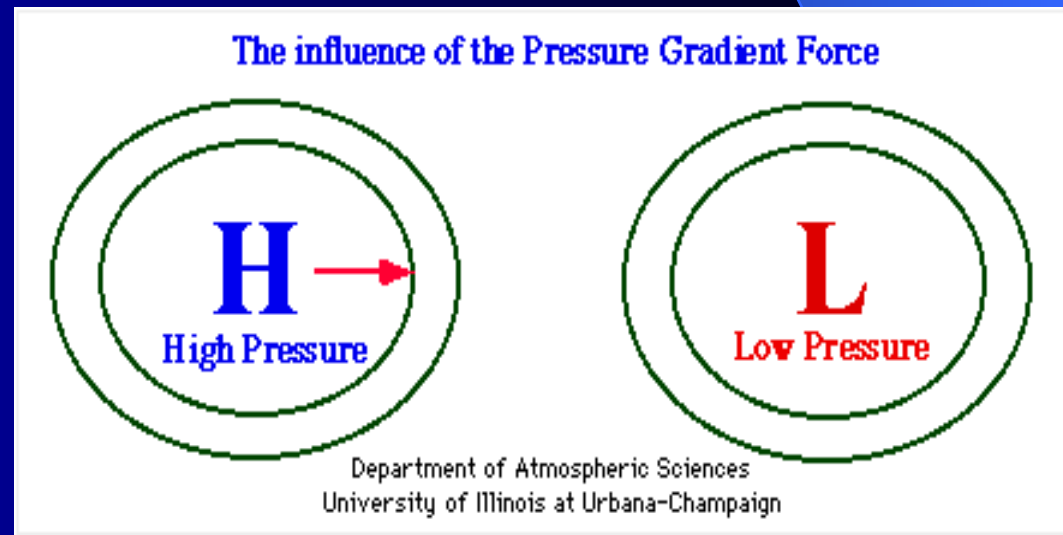 The influence of the Pressure Gradient Force
H
High Pressure
L
Low Pressure
Department of Atmospheric Sciences
University of Illinois at Urbana-Champaign